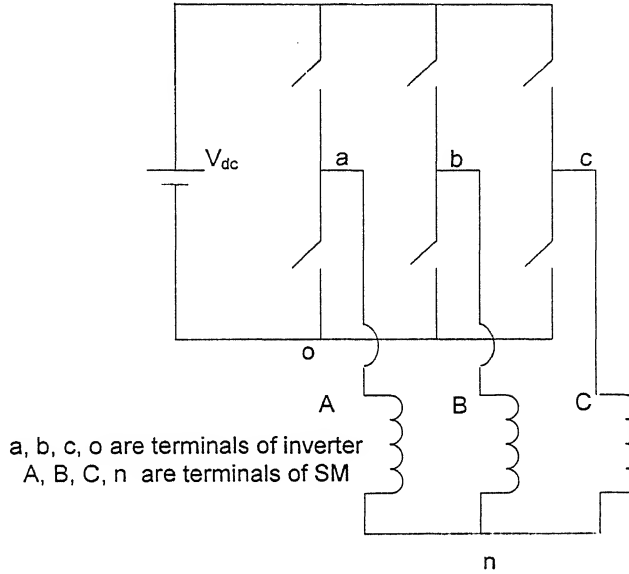 V_dc
a
b
c
o
A
B
C
a, b, c, o are terminals of inverter
A, B, C, n are terminals of SM
n